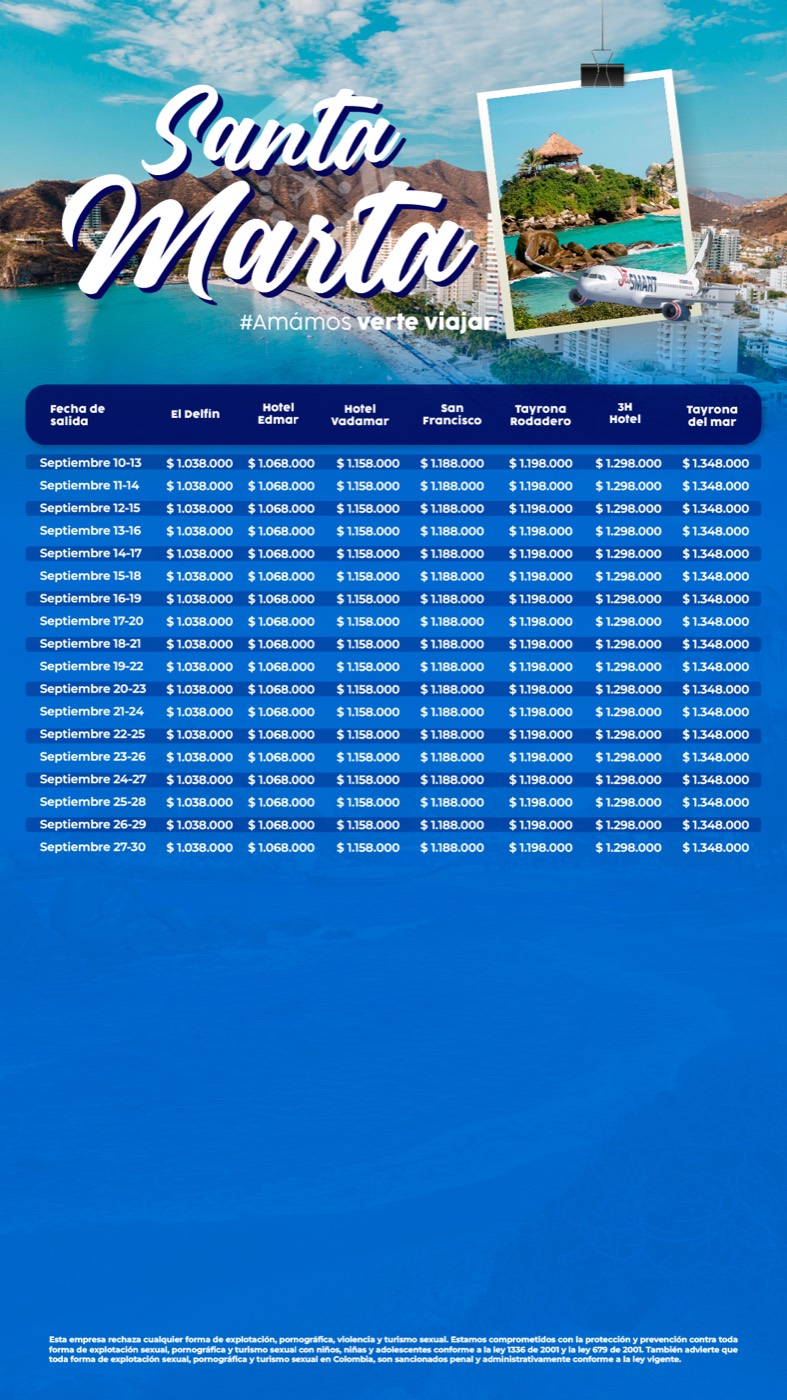 Santa
Marta
#Amámos verte viajar
JetSMART
Fecha de salida El Delfín Hotel Edmar Hotel Vadamar San Francisco Tayrona Rodadero 3H Hotel Tayrona del mar
Septiembre 10-13 $ 1.038.000 $ 1.068.000 $ 1.158.000 $ 1.188.000 $ 1.198.000 $ 1.298.000 $ 1.348.000
Septiembre 11-14 $ 1.038.000 $ 1.068.000 $ 1.158.000 $ 1.188.000 $ 1.198.000 $ 1.298.000 $ 1.348.000
Septiembre 12-15 $ 1.038.000 $ 1.068.000 $ 1.158.000 $ 1.188.000 $ 1.198.000 $ 1.298.000 $ 1.348.000
Septiembre 13-16 $ 1.038.000 $ 1.068.000 $ 1.158.000 $ 1.188.000 $ 1.198.000 $ 1.298.000 $ 1.348.000
Septiembre 14-17 $ 1.038.000 $ 1.068.000 $ 1.158.000 $ 1.188.000 $ 1.198.000 $ 1.298.000 $ 1.348.000
Septiembre 15-18 $ 1.038.000 $ 1.068.000 $ 1.158.000 $ 1.188.000 $ 1.198.000 $ 1.298.000 $ 1.348.000
Septiembre 16-19 $ 1.038.000 $ 1.068.000 $ 1.158.000 $ 1.188.000 $ 1.198.000 $ 1.298.000 $ 1.348.000
Septiembre 17-20 $ 1.038.000 $ 1.068.000 $ 1.158.000 $ 1.188.000 $ 1.198.000 $ 1.298.000 $ 1.348.000
Septiembre 18-21 $ 1.038.000 $ 1.068.000 $ 1.158.000 $ 1.188.000 $ 1.198.000 $ 1.298.000 $ 1.348.000
Septiembre 19-22 $ 1.038.000 $ 1.068.000 $ 1.158.000 $ 1.188.000 $ 1.198.000 $ 1.298.000 $ 1.348.000
Septiembre 20-23 $ 1.038.000 $ 1.068.000 $ 1.158.000 $ 1.188.000 $ 1.198.000 $ 1.298.000 $ 1.348.000
Septiembre 21-24 $ 1.038.000 $ 1.068.000 $ 1.158.000 $ 1.188.000 $ 1.198.000 $ 1.298.000 $ 1.348.000
Septiembre 22-25 $ 1.038.000 $ 1.068.000 $ 1.158.000 $ 1.188.000 $ 1.198.000 $ 1.298.000 $ 1.348.000
Septiembre 23-26 $ 1.038.000 $ 1.068.000 $ 1.158.000 $ 1.188.000 $ 1.198.000 $ 1.298.000 $ 1.348.000
Septiembre 24-27 $ 1.038.000 $ 1.068.000 $ 1.158.000 $ 1.188.000 $ 1.198.000 $ 1.298.000 $ 1.348.000
Septiembre 25-28 $ 1.038.000 $ 1.068.000 $ 1.158.000 $ 1.188.000 $ 1.198.000 $ 1.298.000 $ 1.348.000
Septiembre 26-29 $ 1.038.000 $ 1.068.000 $ 1.158.000 $ 1.188.000 $ 1.198.000 $ 1.298.000 $ 1.348.000
Septiembre 27-30 $ 1.038.000 $ 1.068.000 $ 1.158.000 $ 1.188.000 $ 1.198.000 $ 1.298.000 $ 1.348.000
Esta empresa rechaza cualquier forma de explotación, pornográfica, violencia y turismo sexual. Estamos comprometidos con la protección y prevención contra toda
forma de explotación sexual, pornográfica y turismo sexual con niños, niñas y adolescentes conforme a la ley 1336 de 2001 y la ley 679 de 2001. También advierte que
toda forma de explotación sexual, pornográfica y turismo sexual en Colombia, son sancionados penal y administrativamente conforme a la ley vigente.